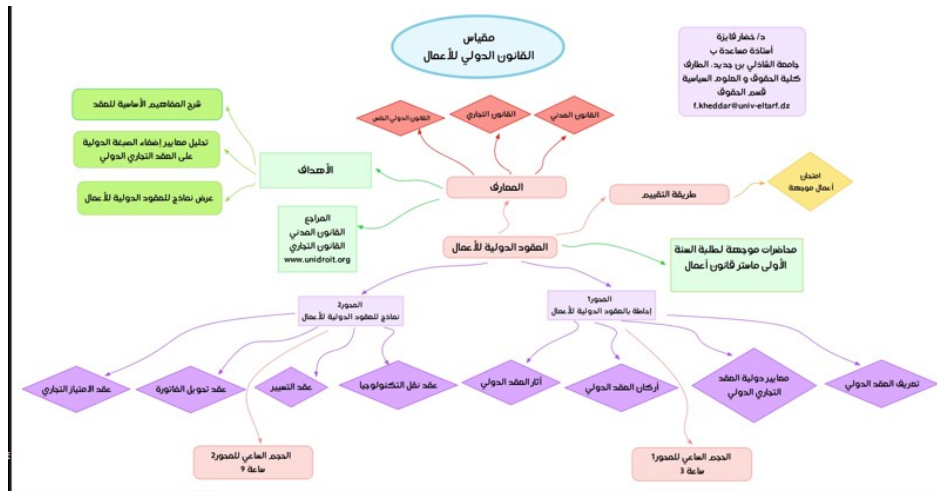 مقياس
القانون الدولي للأعمال
د/ خضار فايزة
أستاذة مساعدة ب
جامعة الشاذلي بن جديد، الطارف
كلية الحقوق و العلوم السياسية
قسم الحقوق
f.kheddar@univ-eltarf.dz
القانون المدني
القانون التجاري
القانون الدولي الخاص
شرح المفاهيم الأساسية للعقد
تحليل معايير إضفاء الصبغة الدولية
على العقد التجاري الدولي
عرض نماذج للعقود الدولية للأعمال
الأهداف
المعارف
طريقة التقييم
امتحان
أعمال موجهة
المراجع
القانون المدني
القانون التجاري
www.unidroit.org
العقود الدولية للأعمال
محاضرات موجهة لطلبة السنة
الأولى ماستر قانون أعمال
المحور1
إحاطة بالعقود الدولية للأعمال
المحور2
نماذج للعقود الدولية للأعمال
تعريف العقد الدولي
معايير دولية العقد
التجاري الدولي
أركان العقد الدولي
آثار العقد الدولي
عقد نقل التكنولوجيا
عقد التسيير
عقد تحويل الفاتورة
عقد الامتياز التجاري
الحجم الساعي للمحور1
3 ساعة
الحجم الساعي للمحور2
9 ساعة